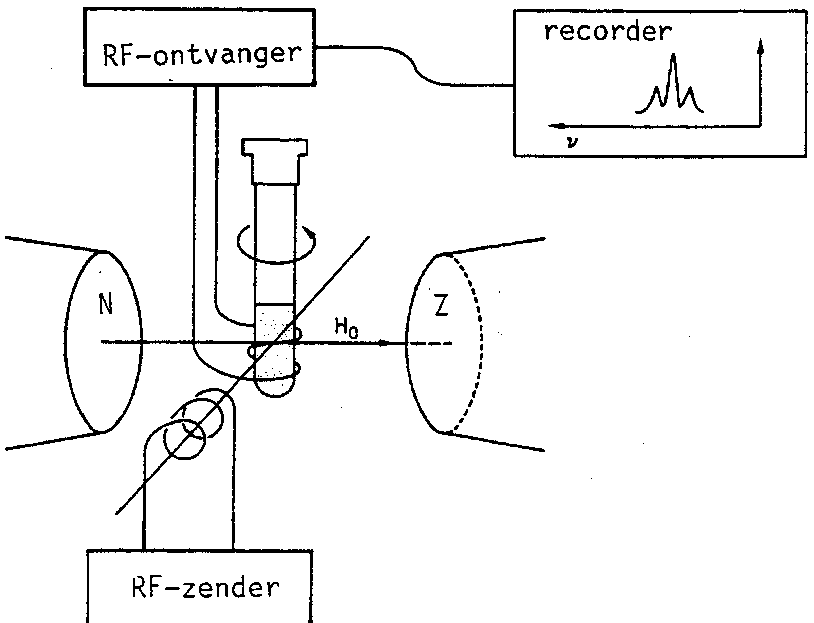 RF-ontvanger
recorder
ν
N
H₀
Z
RF-zender